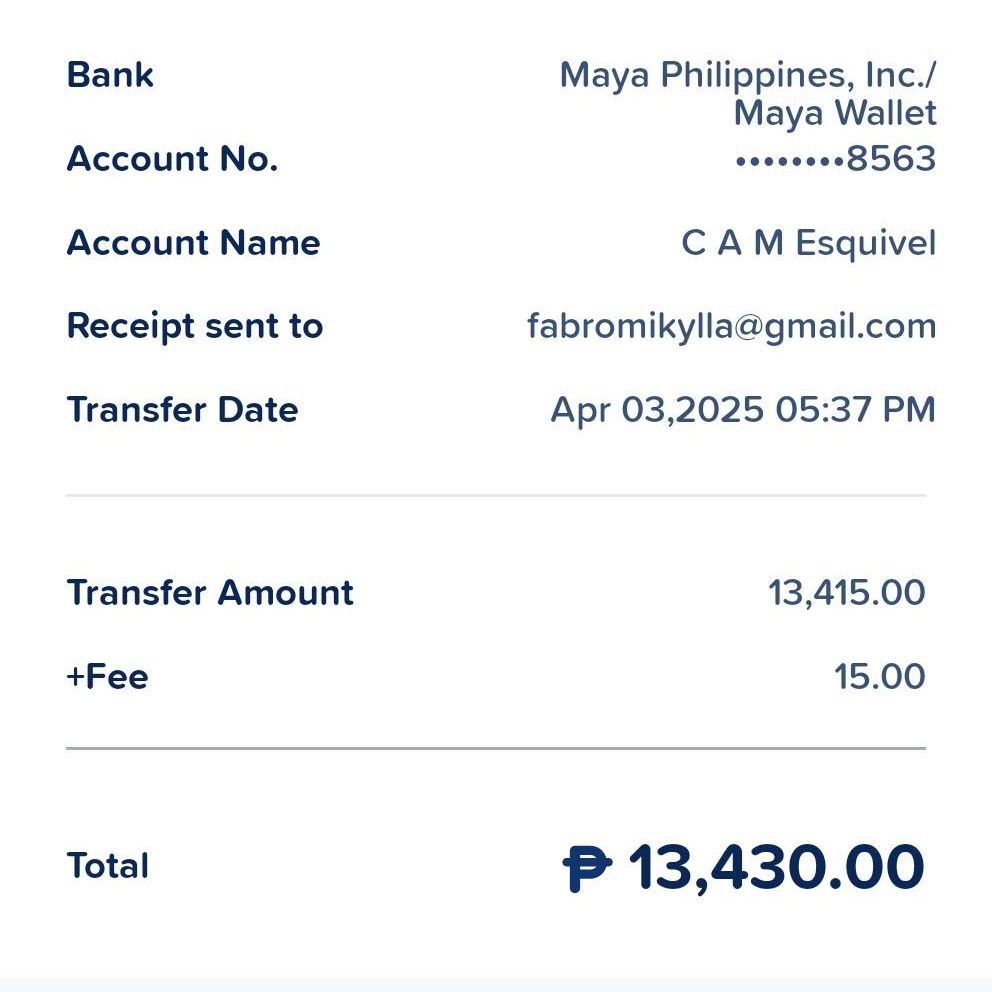 Bank Maya Philippines, Inc./
Maya Wallet
Account No. ••••••••8563
Account Name C A M Esquivel
Receipt sent to fabromikylla@gmail.com
Transfer Date Apr 03,2025 05:37 PM
Transfer Amount 13,415.00
+Fee 15.00
Total ₱ 13,430.00